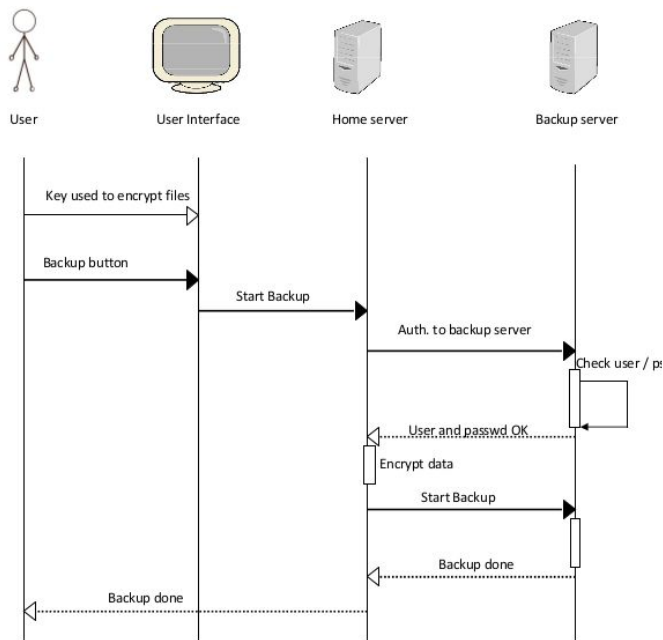 User
User Interface
Home server
Backup server
Key used to encrypt files
Backup button
Start Backup
Auth. to backup server
Check user / ps
User and passwd OK
Encrypt data
Start Backup
Backup done
Backup done